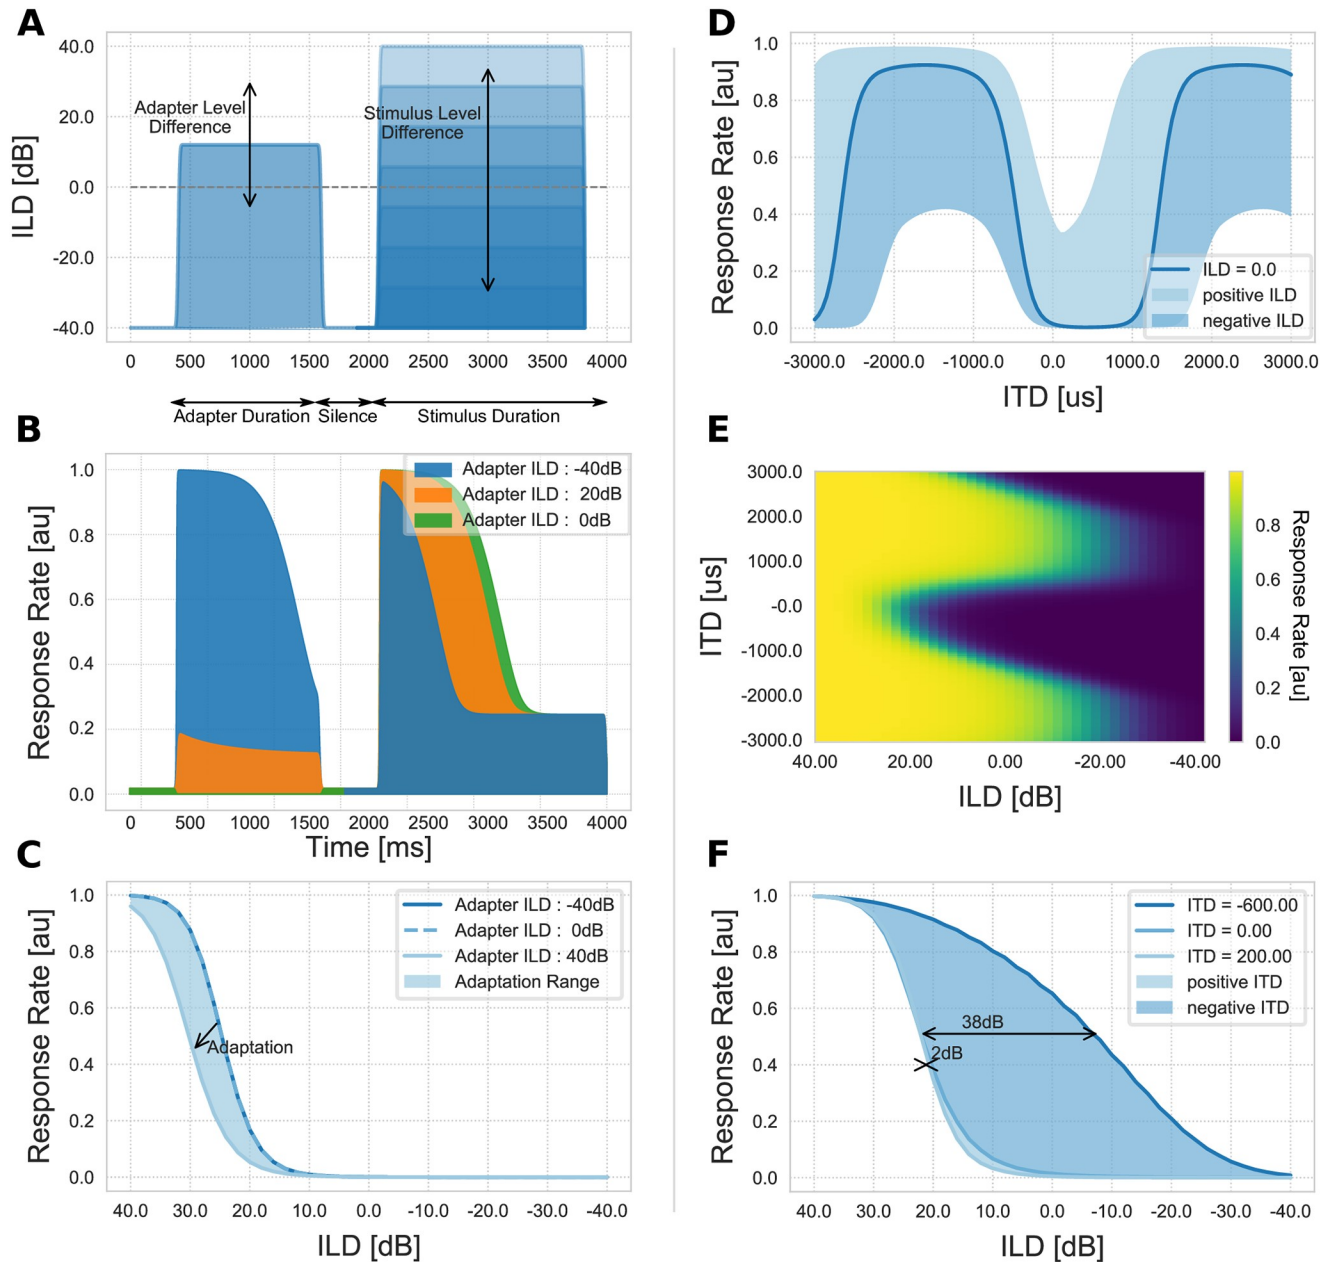 A
ILD [dB]
40.0
20.0
0.0
-20.0
-40.0
Adapter Level
Difference
Stimulus Level
Difference
0 500 1000 1500 2000 2500 3000 3500 4000
Adapter Duration Silence Stimulus Duration
B
Response Rate [au]
1.0
0.8
0.6
0.4
0.2
0.0
Adapter ILD : -40dB
Adapter ILD : 20dB
Adapter ILD : 0dB
0 500 1000 1500 2000 2500 3000 3500 4000
Time [ms]
C
Response Rate [au]
1.0
0.8
0.6
0.4
0.2
0.0
Adapter ILD : -40dB
Adapter ILD : 0dB
Adapter ILD : 40dB
Adaptation Range
Adaptation
40.0 30.0 20.0 10.0 0.0 -10.0 -20.0 -30.0 -40.0
ILD [dB]
D
Response Rate [au]
1.0
0.8
0.6
0.4
0.2
0.0
ILD = 0.0
positive ILD
negative ILD
-3000.0 -2000.0 -1000.0 0.0 1000.0 2000.0 3000.0
ITD [us]
E
ITD [us]
3000.0
2000.0
1000.0
-0.0
-1000.0
-2000.0
-3000.0
40.00 20.00 0.00 -20.00 -40.00
ILD [dB]
0.8
0.6
0.4
0.2
0.0
Response Rate [au]
F
Response Rate [au]
1.0
0.8
0.6
0.4
0.2
0.0
ITD = -600.00
ITD = 0.00
ITD = 200.00
positive ITD
negative ITD
38dB
2dB
40.0 30.0 20.0 10.0 0.0 -10.0 -20.0 -30.0 -40.0
ILD [dB]